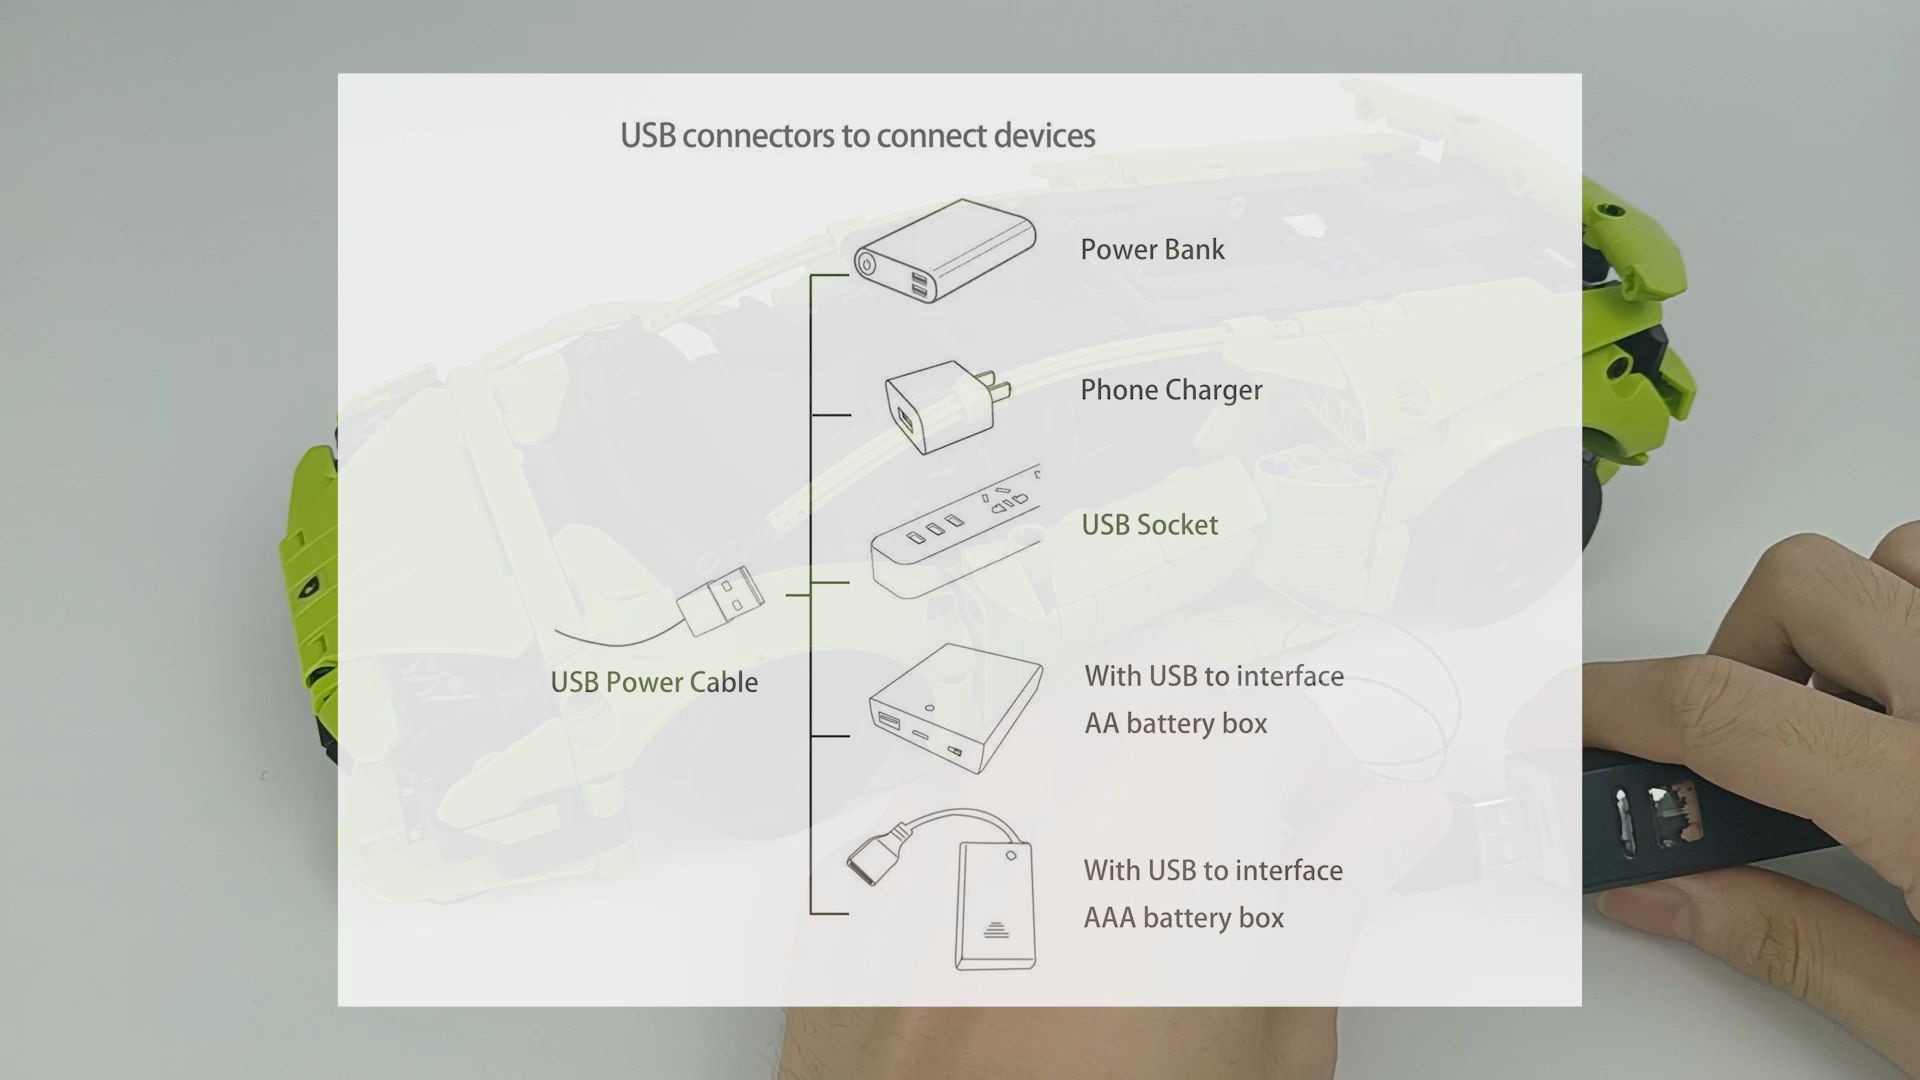 USB connectors to connect devices
Power Bank
Phone Charger
USB Socket
USB Power Cable
With USB to interface
AA battery box
With USB to interface
AAA battery box